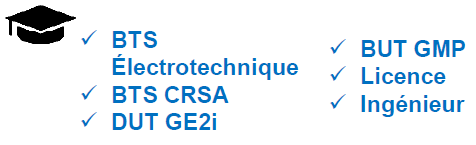 BTS
Électrotechnique
BTS CRSA
DUT GE2i
BUT GMP
Licence
Ingénieur